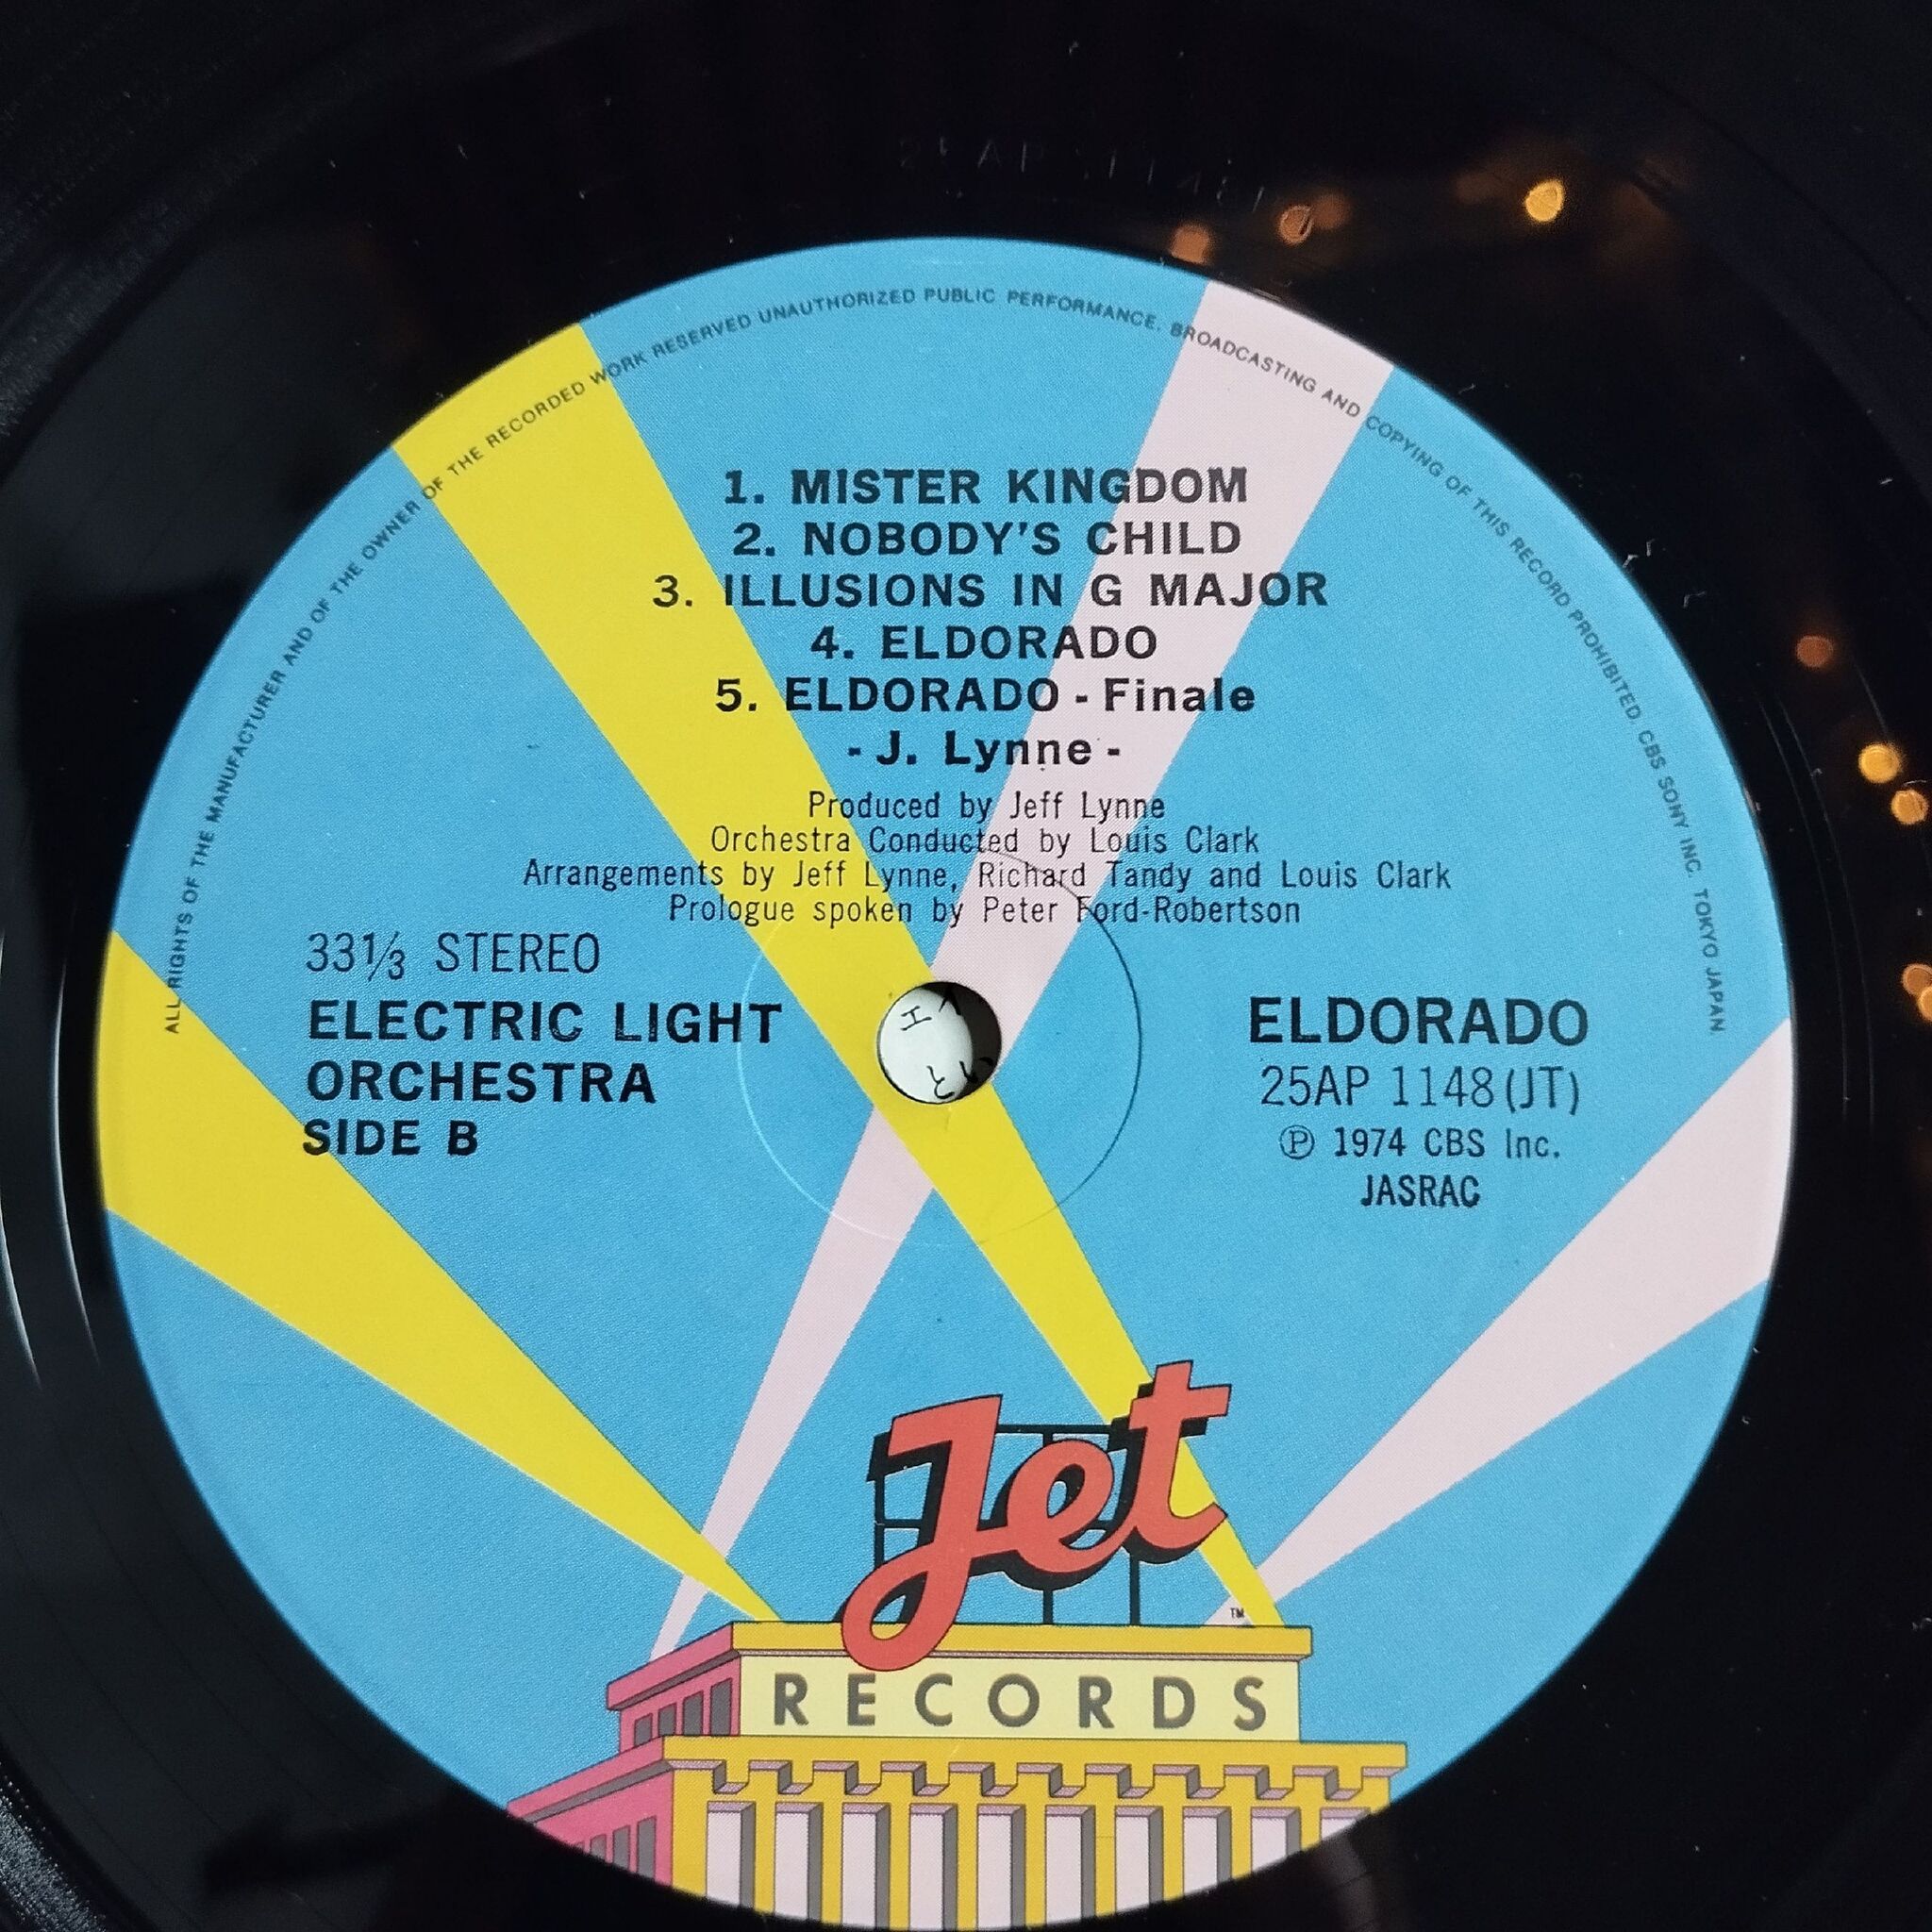 ALL RIGHTS OF THE MANUFACTURER AND OF THE OWNER OF THE RECORDED WORK RESERVED UNAUTHORIZED PUBLIC PERFORMANCE, BROADCASTING AND COPYING OF THIS RECORD PROHIBITED. CBS SONY INC. TOKYO JAPAN
1. MISTER KINGDOM
2. NOBODY'S CHILD
3. ILLUSIONS IN G MAJOR
4. ELDORADO
5. ELDORADO - Finale
- J. Lynne -
Produced by Jeff Lynne
Orchestra Conducted by Louis Clark
Arrangements by Jeff Lynne, Richard Tandy and Louis Clark
Prologue spoken by Peter Ford-Robertson
33⅓ STEREO
ELECTRIC LIGHT
ORCHESTRA
SIDE B
ELDORADO
25AP 1148(JT)
Ⓟ 1974 CBS Inc.
JASRAC
Jet
TM
RECORDS